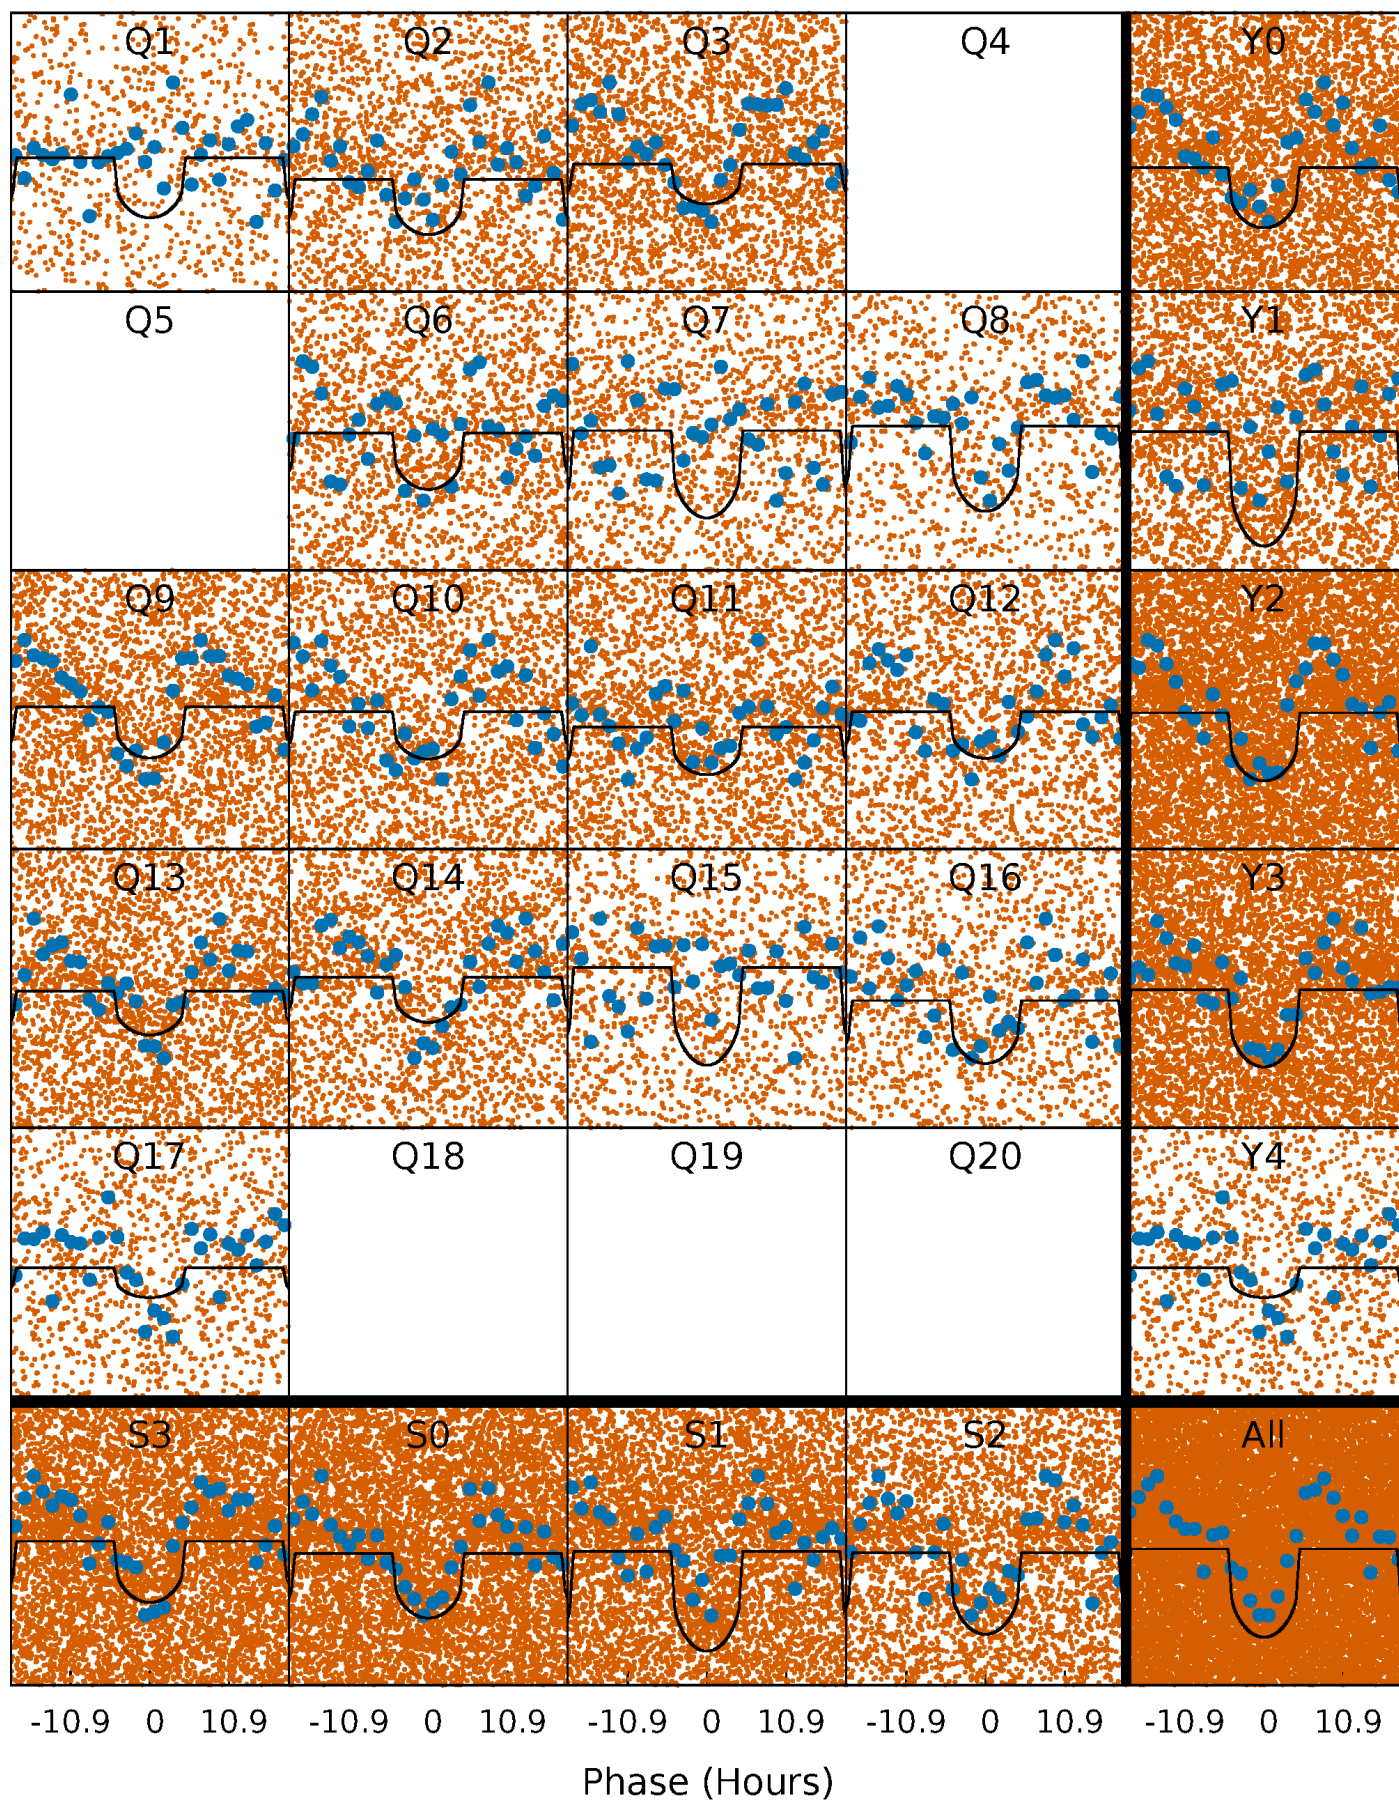 Q1 Q2 Q3 Q4 Y0
Q5 Q6 Q7 Q8 Y1
Q9 Q10 Q11 Q12 Y2
Q13 Q14 Q15 Q16 Y3
Q17 Q18 Q19 Q20 Y4
S3 S0 S1 S2 All
-10.9 0 10.9 -10.9 0 10.9 -10.9 0 10.9 -10.9 0 10.9 -10.9 0 10.9
Phase (Hours)